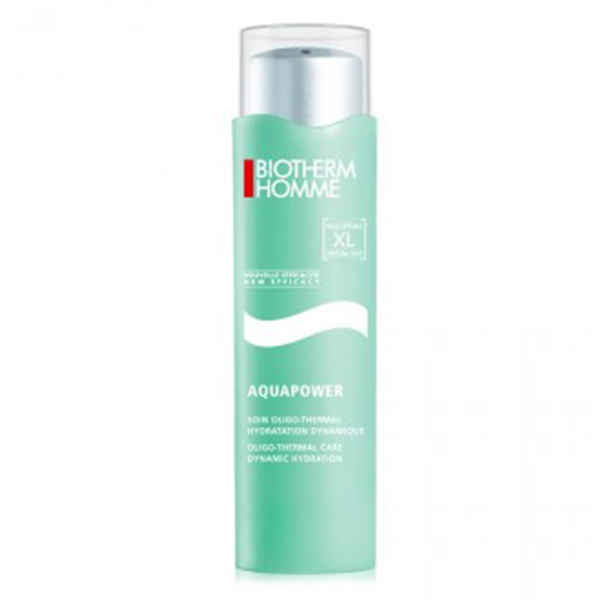 BIOTHERM
HOMME
XL
NOUVELLE EFFICACITÉ
NEW EFFICACY
AQUAPOWER
SOIN OLIGO-THERMAL
HYDRATATION DYNAMIQUE
OLIGO-THERMAL CARE
DYNAMIC HYDRATION